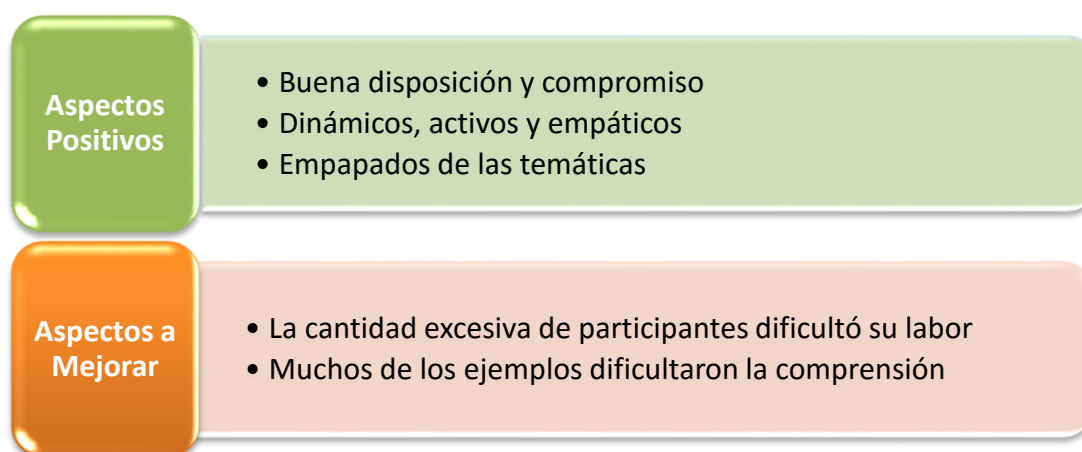 Aspectos
Positivos
• Buena disposición y compromiso
• Dinámicos, activos y empáticos
• Empapados de las temáticas
Aspectos a
Mejorar
• La cantidad excesiva de participantes dificultó su labor
• Muchos de los ejemplos dificultaron la comprensión